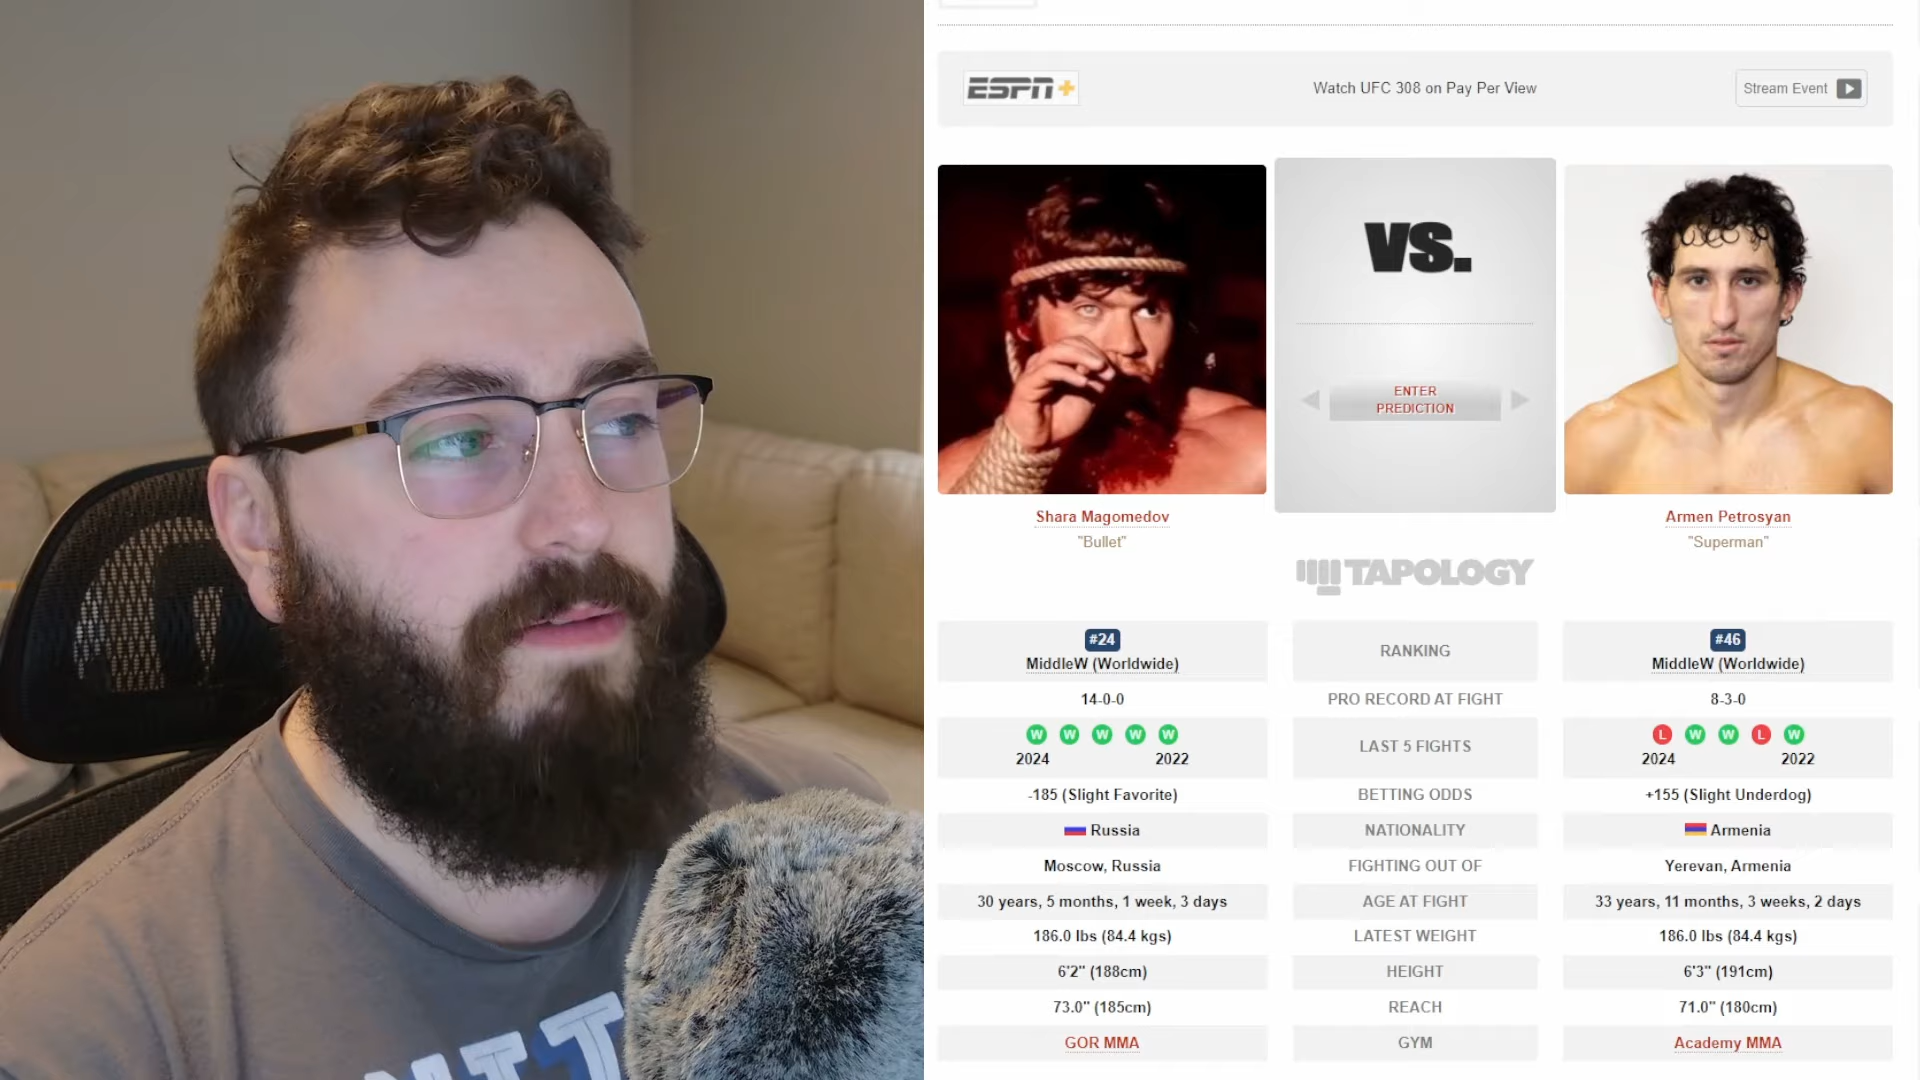 ESPN+
Watch UFC 308 on Pay Per View
Stream Event
VS.
ENTER
PREDICTION
Shara Magomedov
"Bullet"
Armen Petrosyan
"Superman"
TAPOLOGY
#24
MiddleW (Worldwide)
RANKING
#46
MiddleW (Worldwide)
14-0-0
PRO RECORD AT FIGHT
8-3-0
W W W W W
2024 2022
LAST 5 FIGHTS
L W W L W
2024 2022
-185 (Slight Favorite)
BETTING ODDS
+155 (Slight Underdog)
Russia
NATIONALITY
Armenia
Moscow, Russia
FIGHTING OUT OF
Yerevan, Armenia
30 years, 5 months, 1 week, 3 days
AGE AT FIGHT
33 years, 11 months, 3 weeks, 2 days
186.0 lbs (84.4 kgs)
LATEST WEIGHT
186.0 lbs (84.4 kgs)
6'2" (188cm)
HEIGHT
6'3" (191cm)
73.0" (185cm)
REACH
71.0" (180cm)
GOR MMA
GYM
Academy MMA